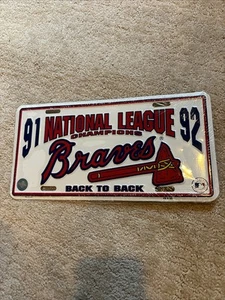 91 NATIONAL LEAGUE 92
CHAMPIONS
Braves
BACK TO BACK